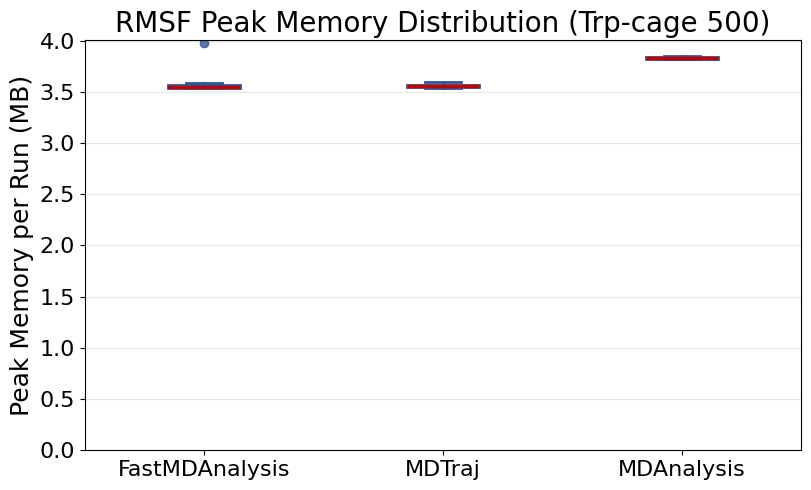 RMSF Peak Memory Distribution (Trp-cage 500)
Peak Memory per Run (MB)
4.0
3.5
3.0
2.5
2.0
1.5
1.0
0.5
0.0
FastMDAnalysis
MDTraj
MDAnalysis